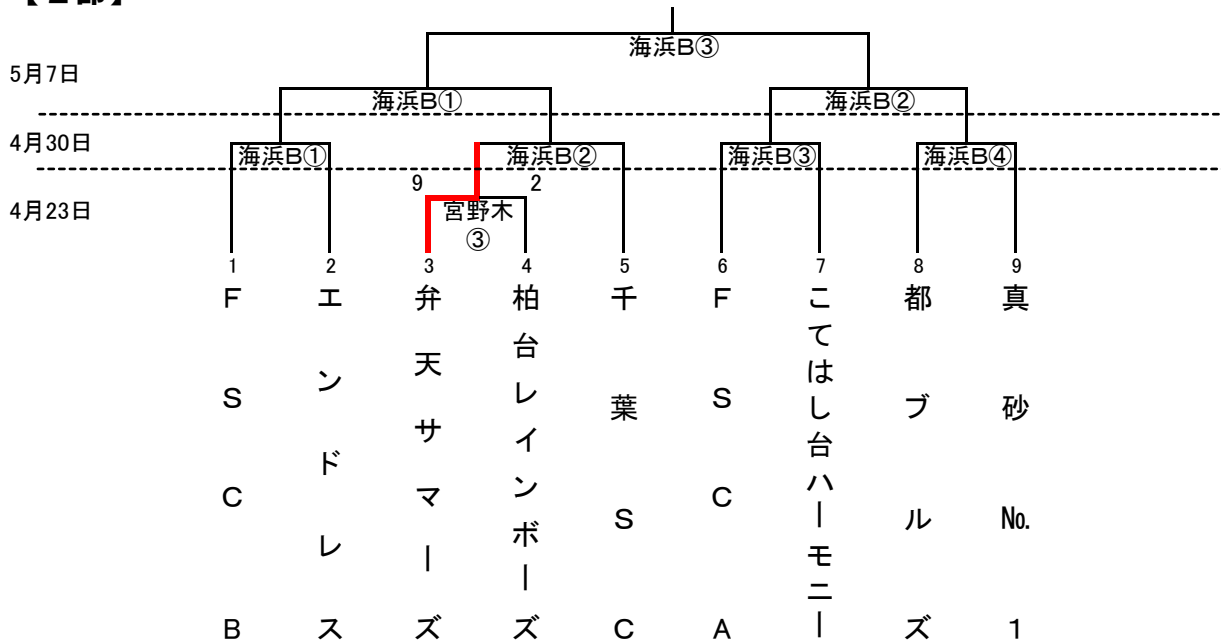 海浜B③
5月7日
海浜B①
海浜B②
4月30日
海浜B①
海浜B②
海浜B③
海浜B④
9
2
4月23日
宮野木
③
1
2
3
4
5
6
7
8
9
FSCB
エンドレス
弁天サマーズ
柏台レインボーズ
千葉SC
FSCA
こてはし台ハーモニー
都ブルズ
真砂№1